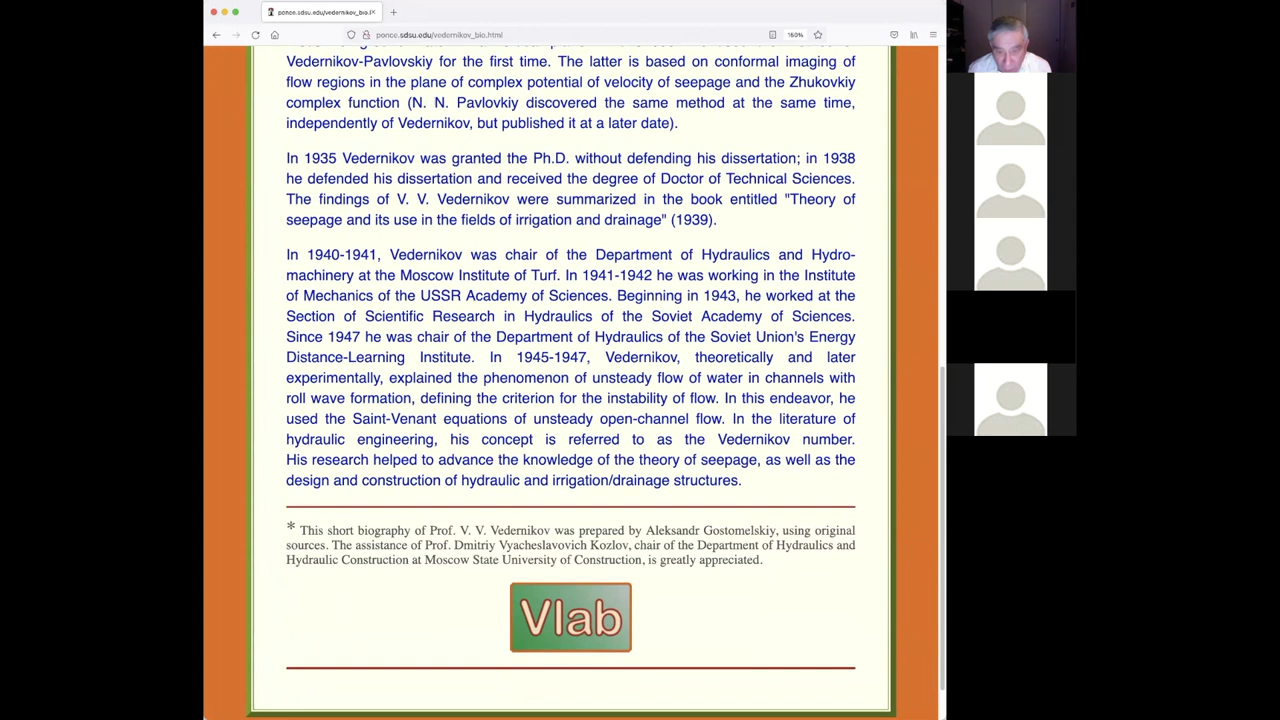 ponce.sdsu.edu/vedernikov_bio.l
ponce.sdsu.edu/vedernikov_bio.html
160%
Vedernikov-Pavlovskiy for the first time. The latter is based on conformal imaging of
flow regions in the plane of complex potential of velocity of seepage and the Zhukovkiy
complex function (N. N. Pavlovkiy discovered the same method at the same time,
independently of Vedernikov, but published it at a later date).
In 1935 Vedernikov was granted the Ph.D. without defending his dissertation; in 1938
he defended his dissertation and received the degree of Doctor of Technical Sciences.
The findings of V. V. Vedernikov were summarized in the book entitled "Theory of
seepage and its use in the fields of irrigation and drainage" (1939).
In 1940-1941, Vedernikov was chair of the Department of Hydraulics and Hydro-
machinery at the Moscow Institute of Turf. In 1941-1942 he was working in the Institute
of Mechanics of the USSR Academy of Sciences. Beginning in 1943, he worked at the
Section of Scientific Research in Hydraulics of the Soviet Academy of Sciences.
Since 1947 he was chair of the Department of Hydraulics of the Soviet Union's Energy
Distance-Learning Institute. In 1945-1947, Vedernikov, theoretically and later
experimentally, explained the phenomenon of unsteady flow of water in channels with
roll wave formation, defining the criterion for the instability of flow. In this endeavor, he
used the Saint-Venant equations of unsteady open-channel flow. In the literature of
hydraulic engineering, his concept is referred to as the Vedernikov number.
His research helped to advance the knowledge of the theory of seepage, as well as the
design and construction of hydraulic and irrigation/drainage structures.
* This short biography of Prof. V. V. Vedernikov was prepared by Aleksandr Gostomelskiy, using original
sources. The assistance of Prof. Dmitriy Vyacheslavovich Kozlov, chair of the Department of Hydraulics and
Hydraulic Construction at Moscow State University of Construction, is greatly appreciated.
Vlab